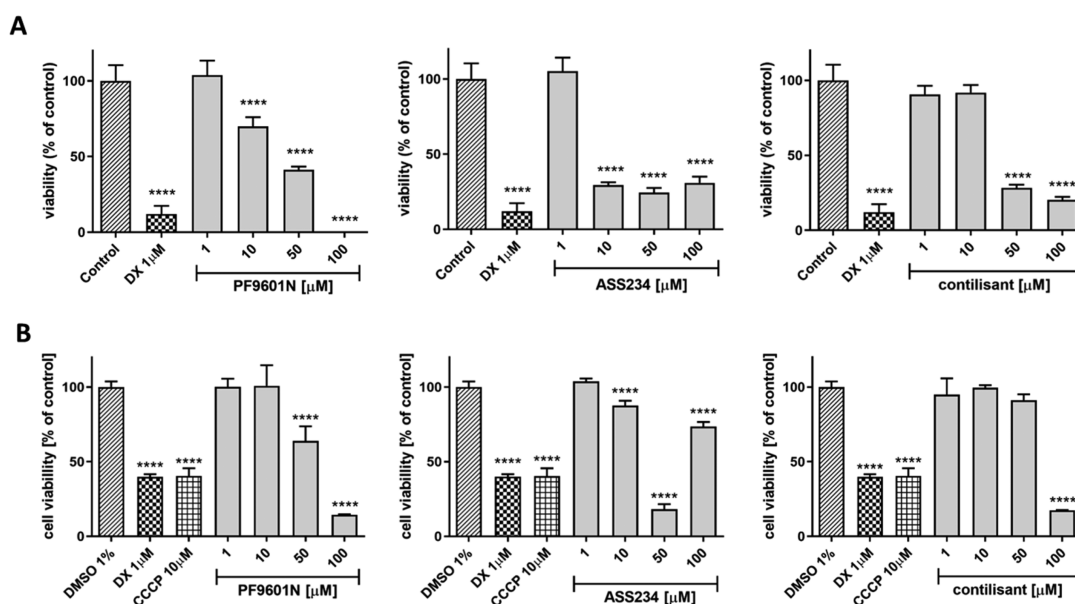 A
viability (% of control)
100
50
0
****
****
****
****
Control
DX 1µM
1
10
50
100
PF9601N [µM]
viability (% of control)
100
50
0
****
****
****
****
Control
DX 1µM
1
10
50
100
ASS234 [µM]
viability (% of control)
100
50
0
****
****
****
Control
DX 1µM
1
10
50
100
contilisant [µM]
B
cell viabillity [% of control]
100
50
0
****
****
****
****
DMSO 1%
DX 1µM
CCCP 10µM
1
10
50
100
PF9601N [µM]
cell viabillity [% of control]
100
50
0
****
****
****
****
****
DMSO 1%
DX 1µM
CCCP 10µM
1
10
50
100
ASS234 [µM]
cell viabillity [% of control]
100
50
0
****
****
****
DMSO 1%
DX 1µM
CCCP 10µM
1
10
50
100
contilisant [µM]